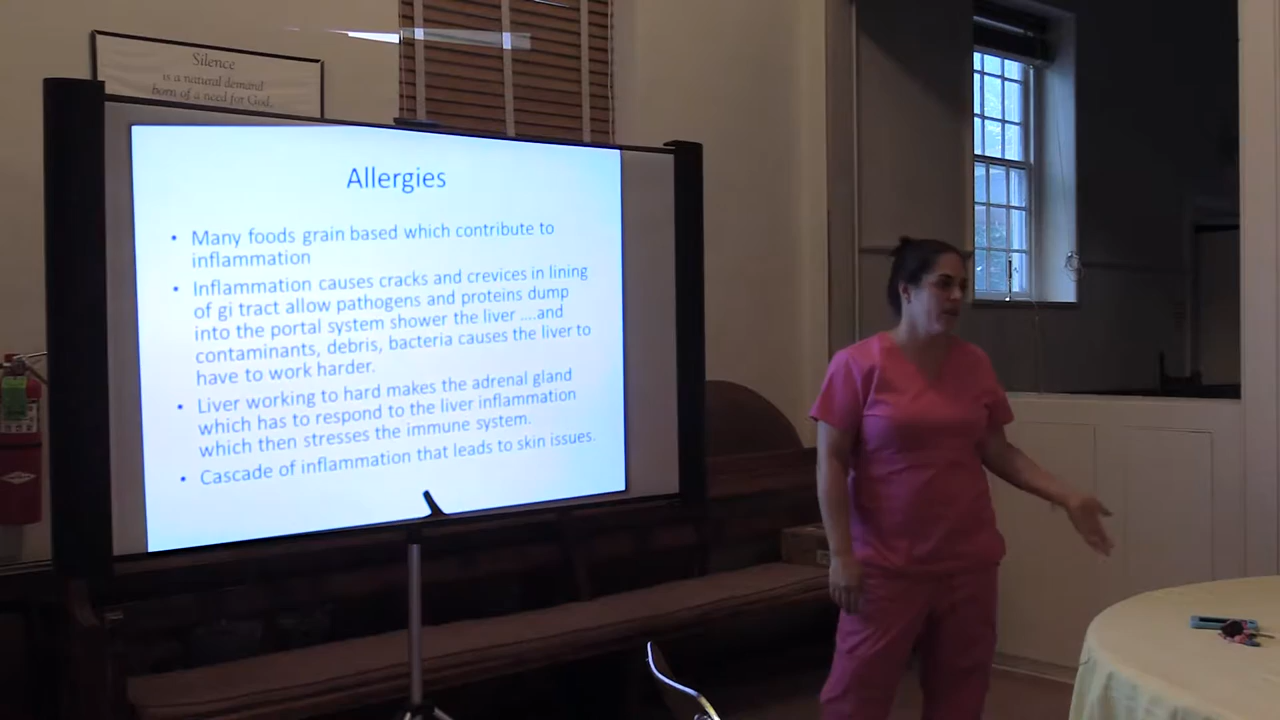 Silence
is a natural demand
born of a need for God.
Allergies
• Many foods grain based which contribute to
inflammation
• Inflammation causes cracks and crevices in lining
of gi tract allow pathogens and proteins dump
into the portal system shower the liver ....and
contaminants, debris, bacteria causes the liver to
have to work harder.
• Liver working to hard makes the adrenal gland
which has to respond to the liver inflammation
which then stresses the immune system.
• Cascade of inflammation that leads to skin issues.